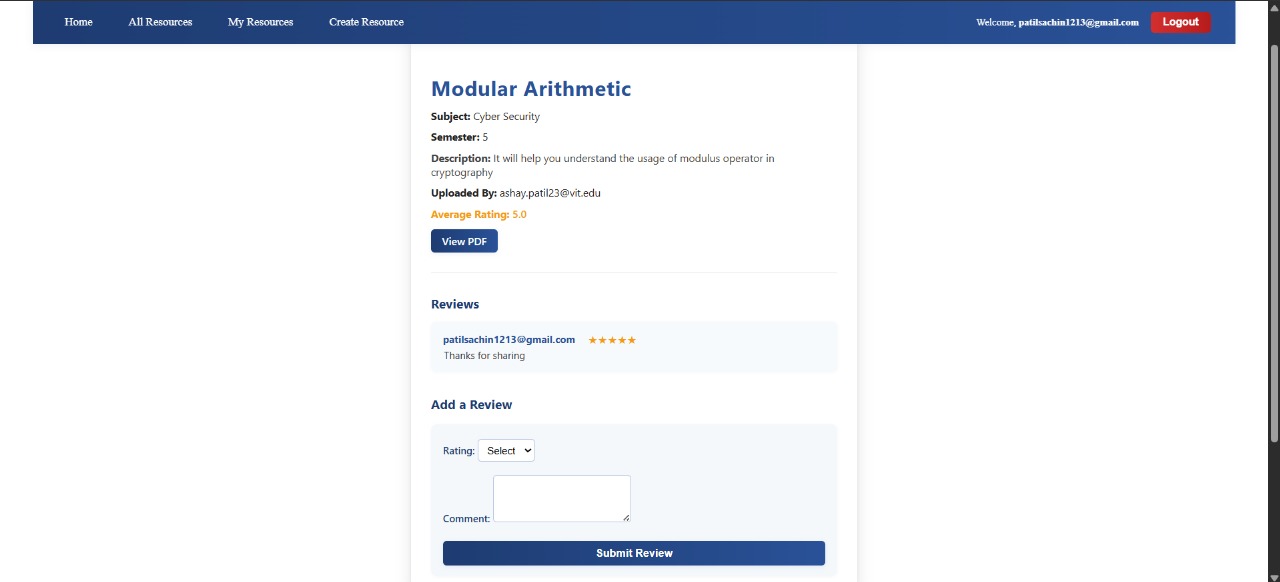 Home All Resources My Resources Create Resource Welcome, patilsachin1213@gmail.com Logout
Modular Arithmetic
Subject: Cyber Security
Semester: 5
Description: It will help you understand the usage of modulus operator in
cryptography
Uploaded By: ashay.patil23@vit.edu
Average Rating: 5.0
View PDF
Reviews
patilsachin1213@gmail.com ★★★★★
Thanks for sharing
Add a Review
Rating: Select
Comment:
Submit Review